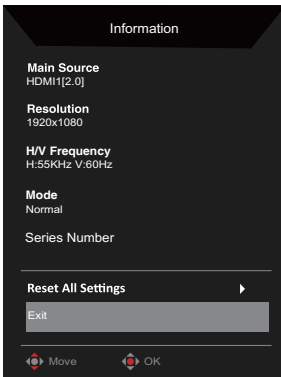 Information
Main Source
HDMI1[2.0]
Resolution
1920x1080
H/V Frequency
H:55KHz V:60Hz
Mode
Normal
Series Number
Reset All Settings
Exit
Move OK